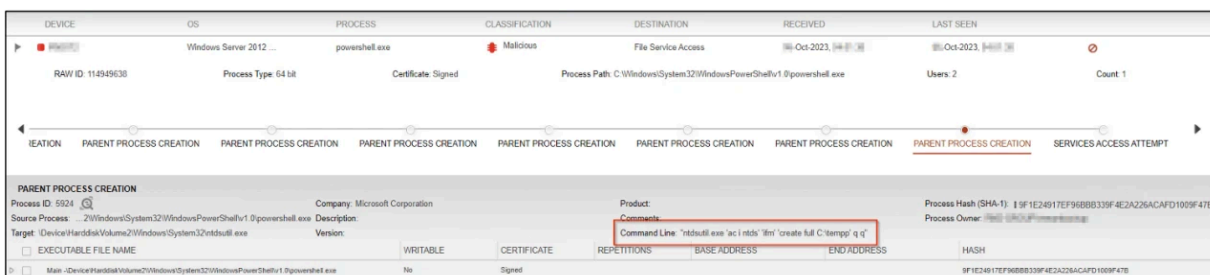 DEVICE OS PROCESS CLASSIFICATION DESTINATION RECEIVED LAST SEEN
Windows Server 2012 ... powershell.exe Malicious File Service Access -Oct-2023, -Oct-2023,
RAW ID: 114949638 Process Type: 64 bit Certificate: Signed Process Path: C:\Windows\System32\WindowsPowerShell\v1.0\powershell.exe Users: 2 Count: 1
EATION PARENT PROCESS CREATION PARENT PROCESS CREATION PARENT PROCESS CREATION PARENT PROCESS CREATION PARENT PROCESS CREATION PARENT PROCESS CREATION PARENT PROCESS CREATION SERVICES ACCESS ATTEMPT
PARENT PROCESS CREATION
Process ID: 5924 Company: Microsoft Corporation Product: Process Hash (SHA-1): 9F1E24917EF96BBB339F4E2A226ACAFD1009F47B
Source Process: ...2\Windows\System32\WindowsPowerShell\v1.0\powershell.exe Description: Comments: Process Owner:
Target: \Device\HarddiskVolume2\Windows\System32\ntdsutil.exe Version: Command Line: "ntdsutil.exe 'ac i ntds' 'ifm' 'create full C:\tempp' q q"
EXECUTABLE FILE NAME WRITABLE CERTIFICATE REPETITIONS BASE ADDRESS END ADDRESS HASH
Main -\Device\HarddiskVolume2\Windows\System32\WindowsPowerShell\v1.0\powershell.exe No Signed 9F1E24917EF96BBB339F4E2A226ACAFD1009F47B